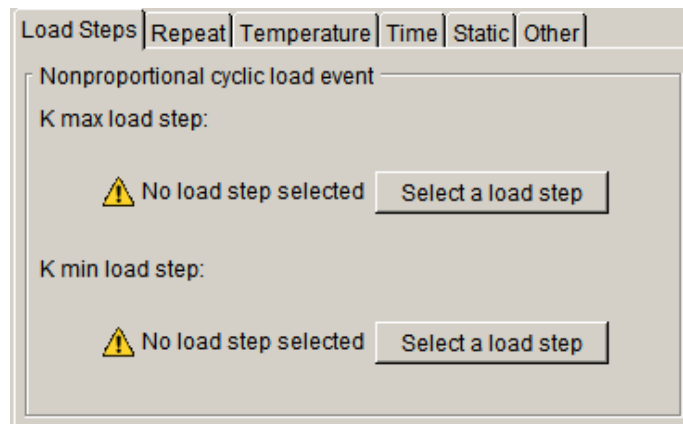 Load Steps Repeat Temperature Time Static Other
Nonproportional cyclic load event
K max load step:
No load step selected Select a load step
K min load step:
No load step selected Select a load step